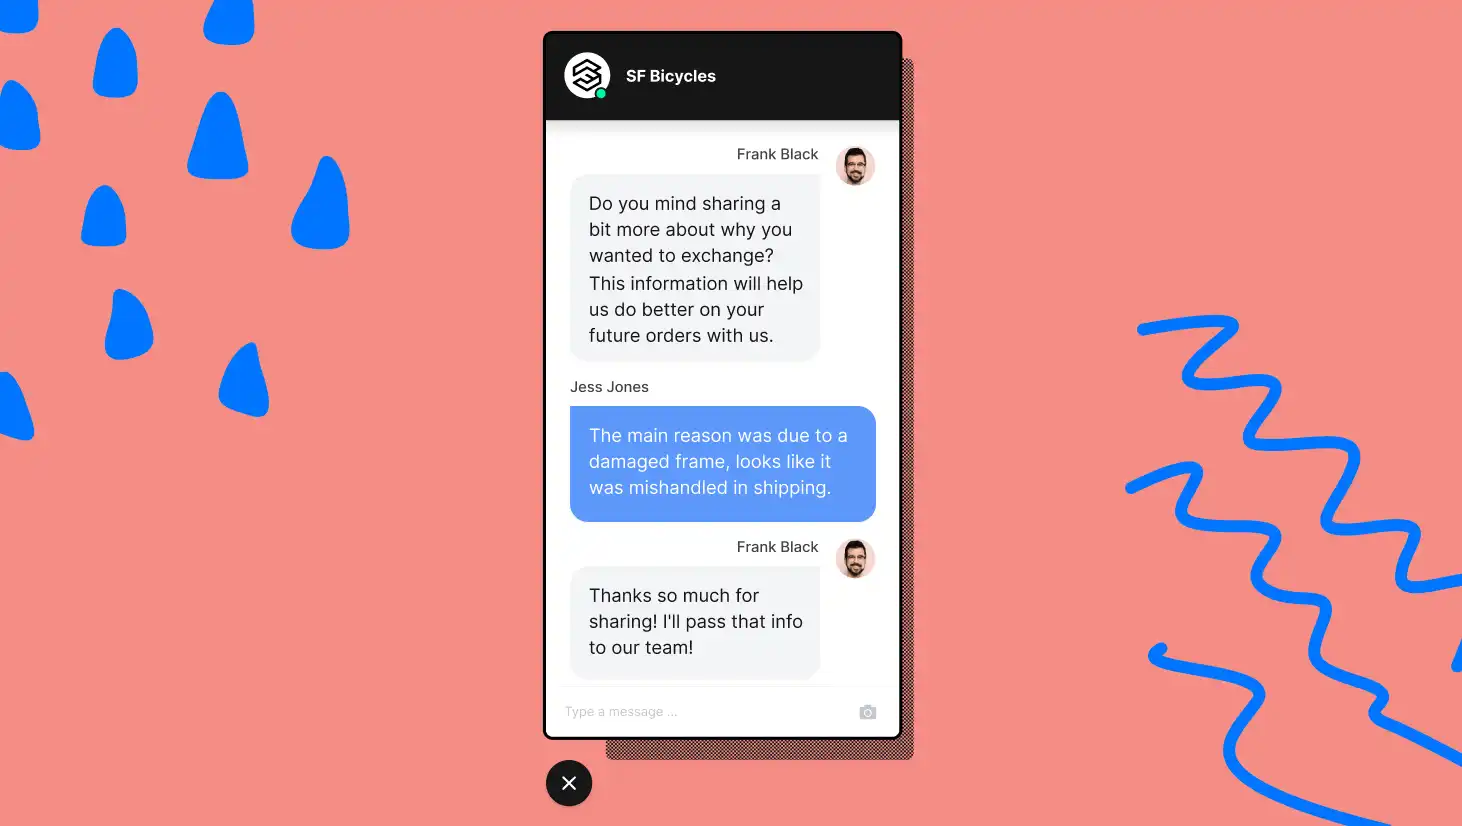 SF Bicycles
Frank Black
Do you mind sharing a
bit more about why you
wanted to exchange?
This information will help
us do better on your
future orders with us.
Jess Jones
The main reason was due to a
damaged frame, looks like it
was mishandled in shipping.
Frank Black
Thanks so much for
sharing! I'll pass that info
to our team!
Type a message ...